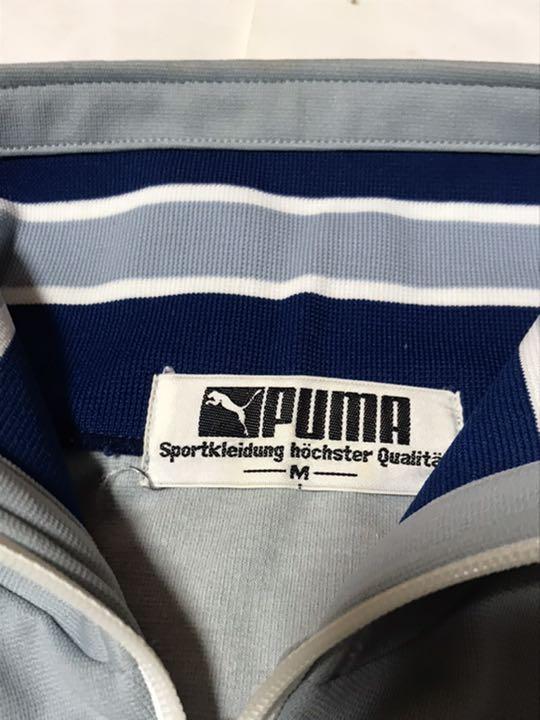 PUMA
Sportkleidung höchster Qualitä
M